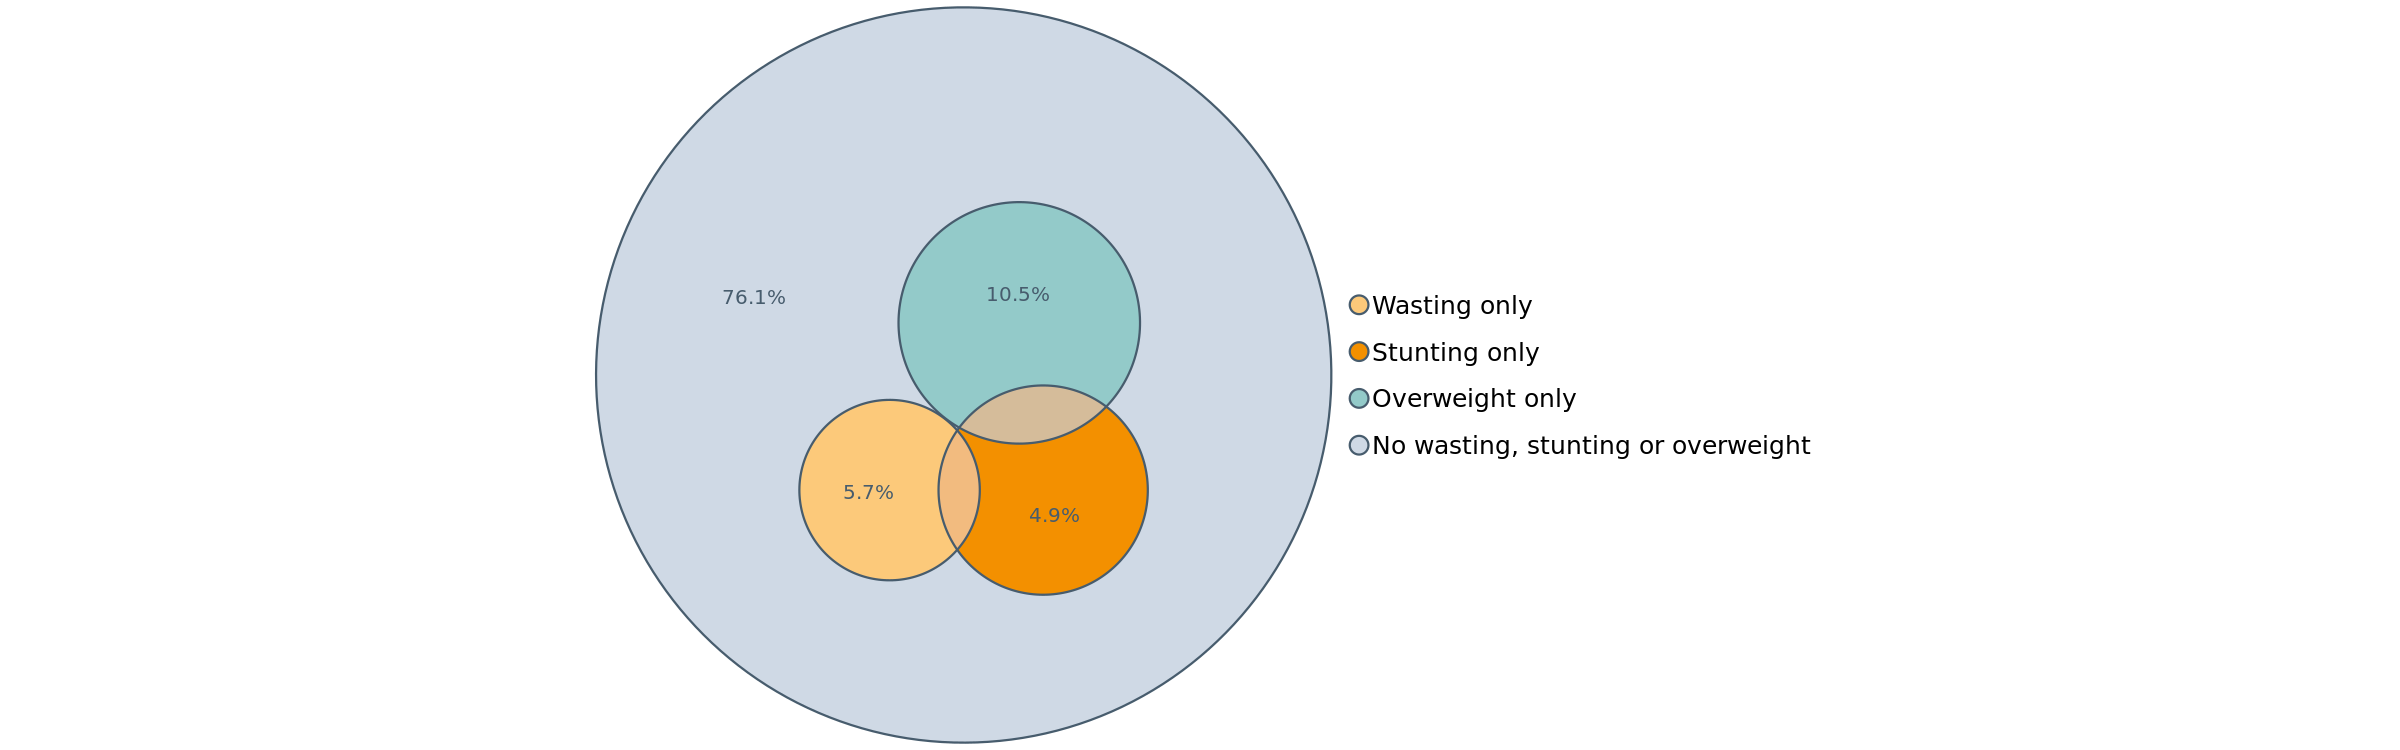 76.1%
10.5%
5.7%
4.9%
Wasting only
Stunting only
Overweight only
No wasting, stunting or overweight